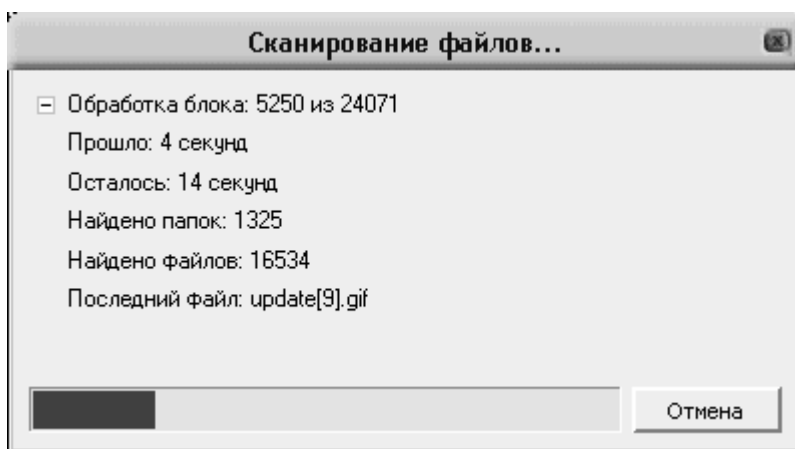 Сканирование файлов...
Обработка блока: 5250 из 24071
Прошло: 4 секунд
Осталось: 14 секунд
Найдено папок: 1325
Найдено файлов: 16534
Последний файл: update[9].gif
Отмена